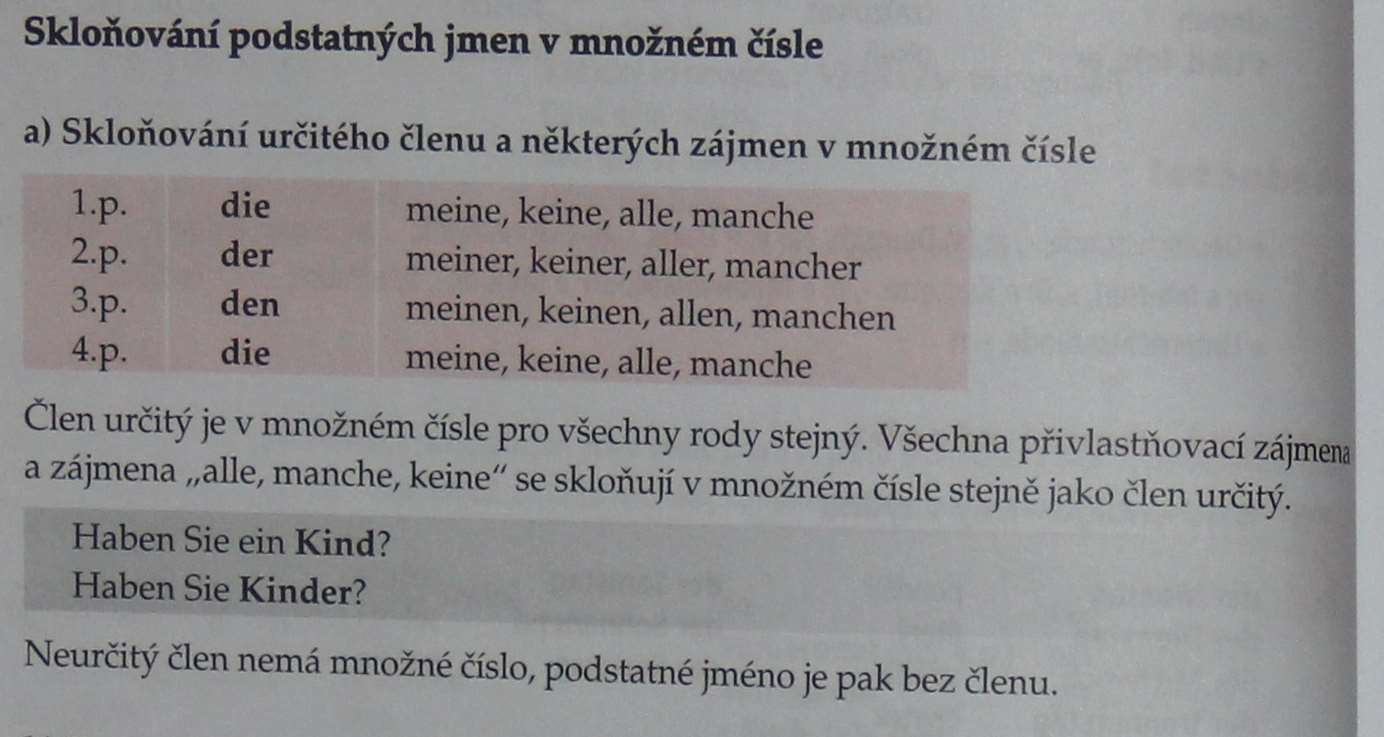 Skloňování podstatných jmen v množném čísle
a) Skloňování určitého členu a některých zájmen v množném čísle
1.p. die meine, keine, alle, manche
2.p. der meiner, keiner, aller, mancher
3.p. den meinen, keinen, allen, manchen
4.p. die meine, keine, alle, manche
Člen určitý je v množném čísle pro všechny rody stejný. Všechna přivlastňovací zájmena
a zájmena „alle, manche, keine“ se skloňují v množném čísle stejně jako člen určitý.
Haben Sie ein Kind?
Haben Sie Kinder?
Neurčitý člen nemá množné číslo, podstatné jméno je pak bez členu.